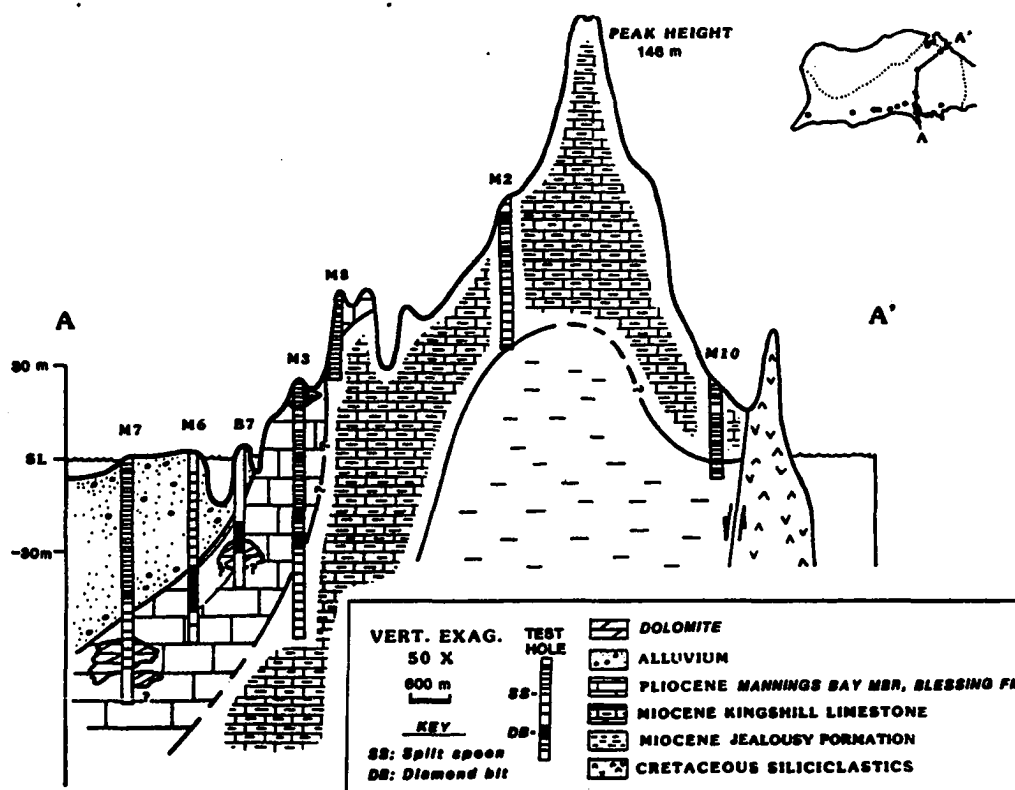 PEAK HEIGHT
146 m
A'
A
M2
M8
A
A'
M10
M3
30 m
M7
M6
B7
SL
?
-30m
?
?
?
VERT. EXAG.
50 X
600 m
KEY
SS: Split spoon
DB: Diamond bit
TEST
HOLE
SS-
DB-
DOLOMITE
ALLUVIUM
PLIOCENE MANNINGS BAY MBR, BLESSING
MIOCENE KINGSHILL LIMESTONE
MIOCENE JEALOUSY FORMATION
CRETACEOUS SILICICLASTICS